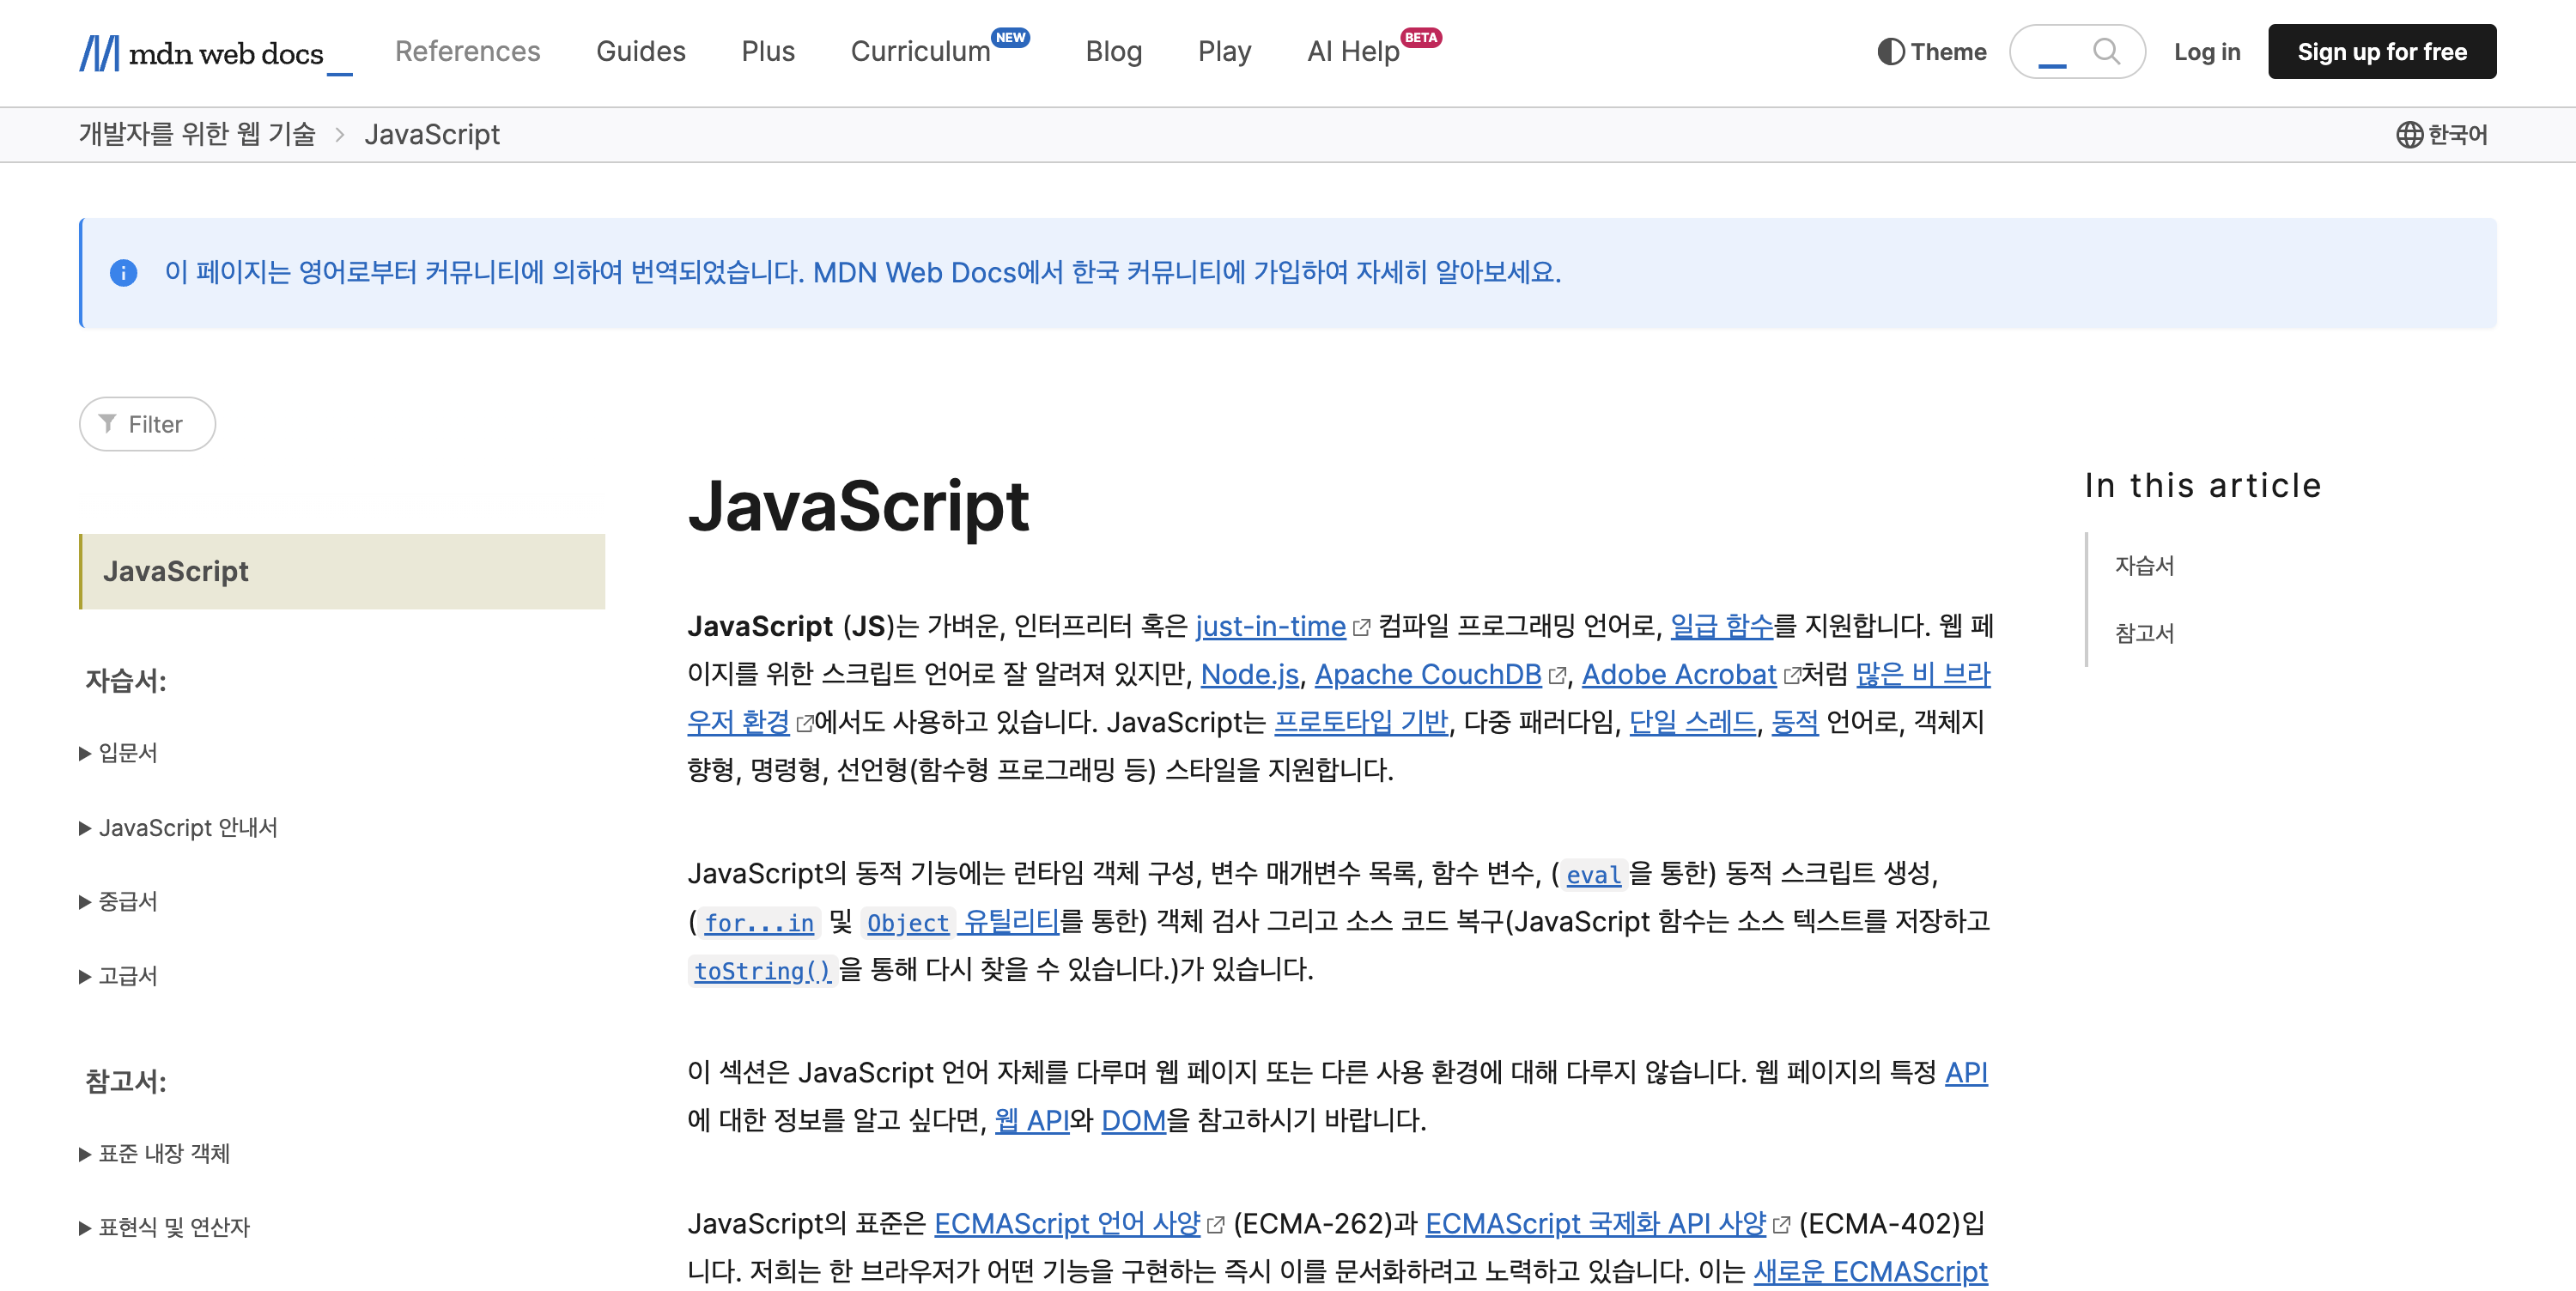 mdn web docs_
References
Guides
Plus
Curriculum NEW
Blog
Play
AI Help BETA
Theme
Log in
Sign up for free
개발자를 위한 웹 기술 > JavaScript
한국어
이 페이지는 영어로부터 커뮤니티에 의하여 번역되었습니다. MDN Web Docs에서 한국 커뮤니티에 가입하여 자세히 알아보세요.
Filter
JavaScript
자습서:
입문서
JavaScript 안내서
중급서
고급서
참고서:
표준 내장 객체
표현식 및 연산자
JavaScript
JavaScript (JS)는 가벼운, 인터프리터 혹은 just-in-time 컴파일 프로그래밍 언어로, 일급 함수를 지원합니다. 웹 페
이지를 위한 스크립트 언어로 잘 알려져 있지만, Node.js, Apache CouchDB, Adobe Acrobat처럼 많은 비 브라
우저 환경에서도 사용하고 있습니다. JavaScript는 프로토타입 기반, 다중 패러다임, 단일 스레드, 동적 언어로, 객체지
향형, 명령형, 선언형(함수형 프로그래밍 등) 스타일을 지원합니다.
JavaScript의 동적 기능에는 런타임 객체 구성, 변수 매개변수 목록, 함수 변수, (eval을 통한) 동적 스크립트 생성,
(for...in 및 Object 유틸리티를 통한) 객체 검사 그리고 소스 코드 복구(JavaScript 함수는 소스 텍스트를 저장하고
toString()을 통해 다시 찾을 수 있습니다.)가 있습니다.
이 섹션은 JavaScript 언어 자체를 다루며 웹 페이지 또는 다른 사용 환경에 대해 다루지 않습니다. 웹 페이지의 특정 API
에 대한 정보를 알고 싶다면, 웹 API와 DOM을 참고하시기 바랍니다.
JavaScript의 표준은 ECMAScript 언어 사양 (ECMA-262)과 ECMAScript 국제화 API 사양 (ECMA-402)입
니다. 저희는 한 브라우저가 어떤 기능을 구현하는 즉시 이를 문서화하려고 노력하고 있습니다. 이는 새로운 ECMAScript
In this article
자습서
참고서